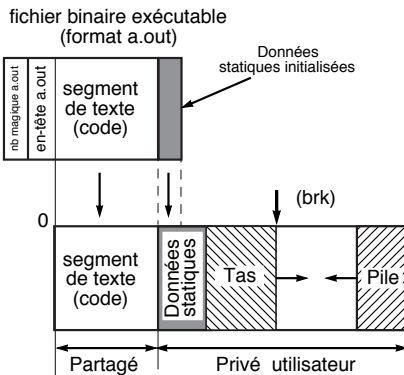 fichier binaire exécutable
(format a.out)
Données
statiques initialisées
nb magique a.out
en-tête a.out
segment
de texte
(code)
0
(brk)
segment
de texte
(code)
Données
statiques
Tas
Pile
Partagé
Privé utilisateur